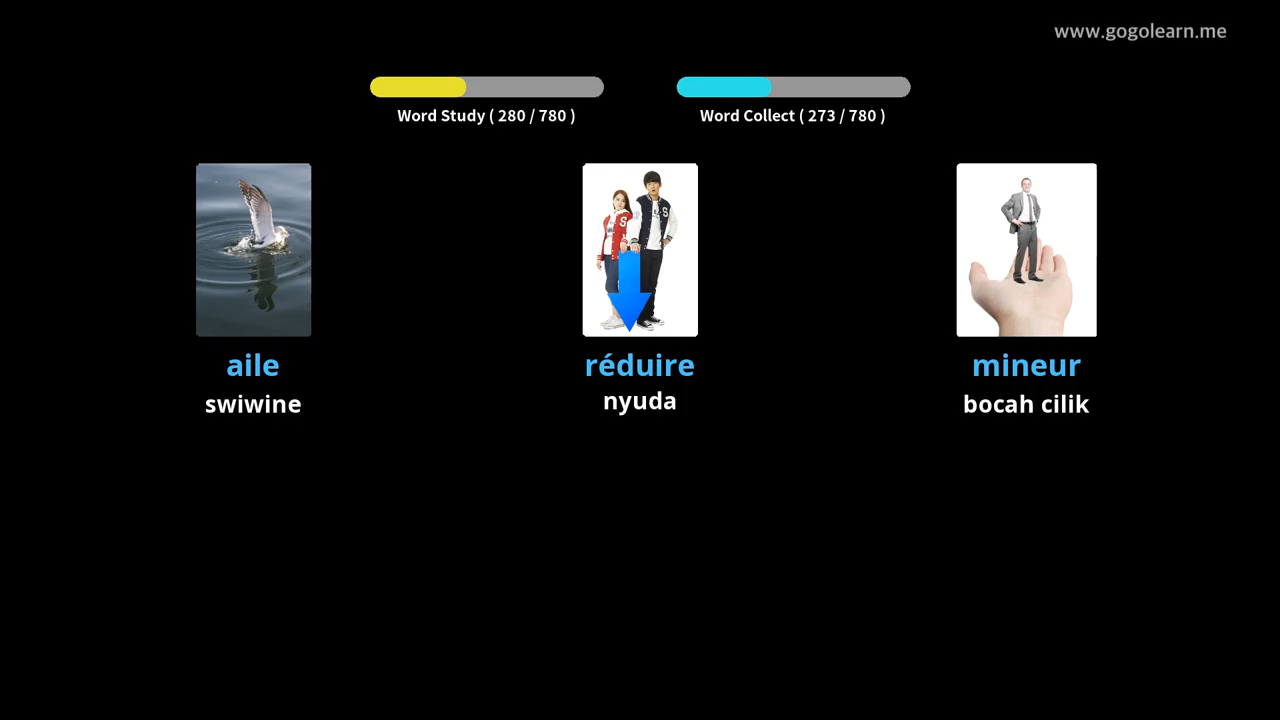 www.gogolearn.me
Word Study ( 280 / 780 )
Word Collect ( 273 / 780 )
S
S
aile
réduire
mineur
swiwine
nyuda
bocah cilik